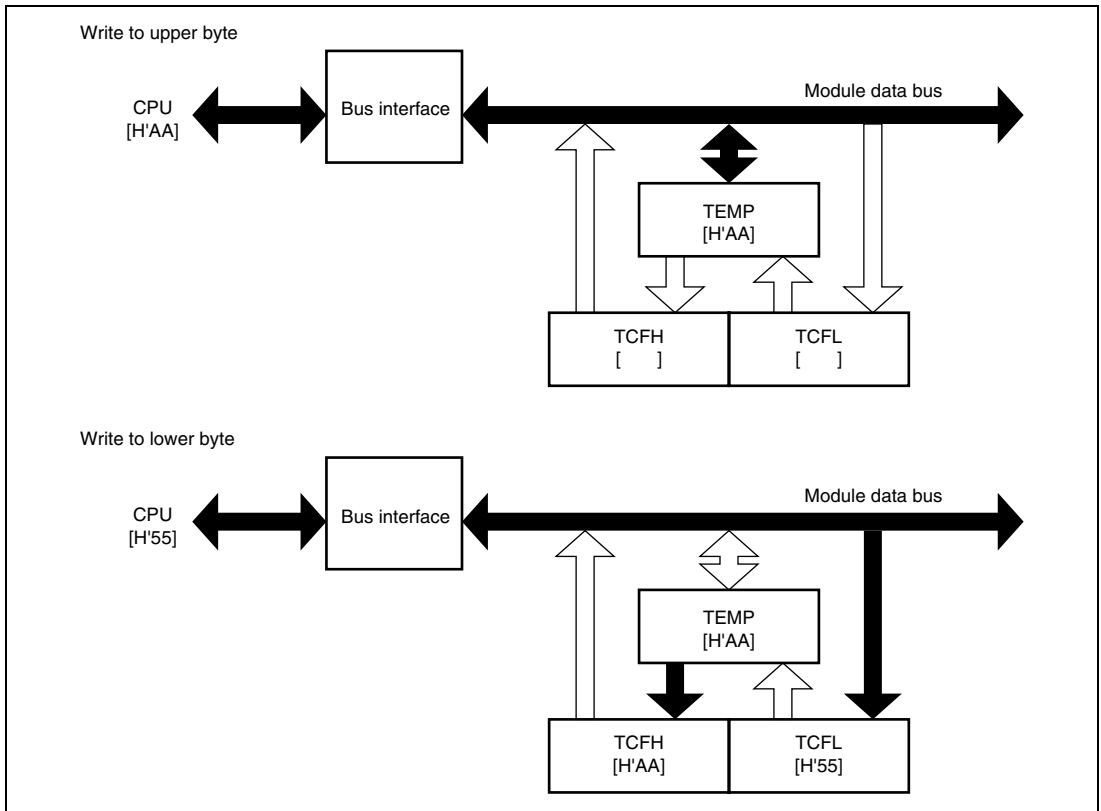 Write to upper byte
CPU
[H'AA]
Bus interface
Module data bus
TEMP
[H'AA]
TCFH
[ ]
TCFL
[ ]
Write to lower byte
CPU
[H'55]
Bus interface
Module data bus
TEMP
[H'AA]
TCFH
[H'AA]
TCFL
[H'55]